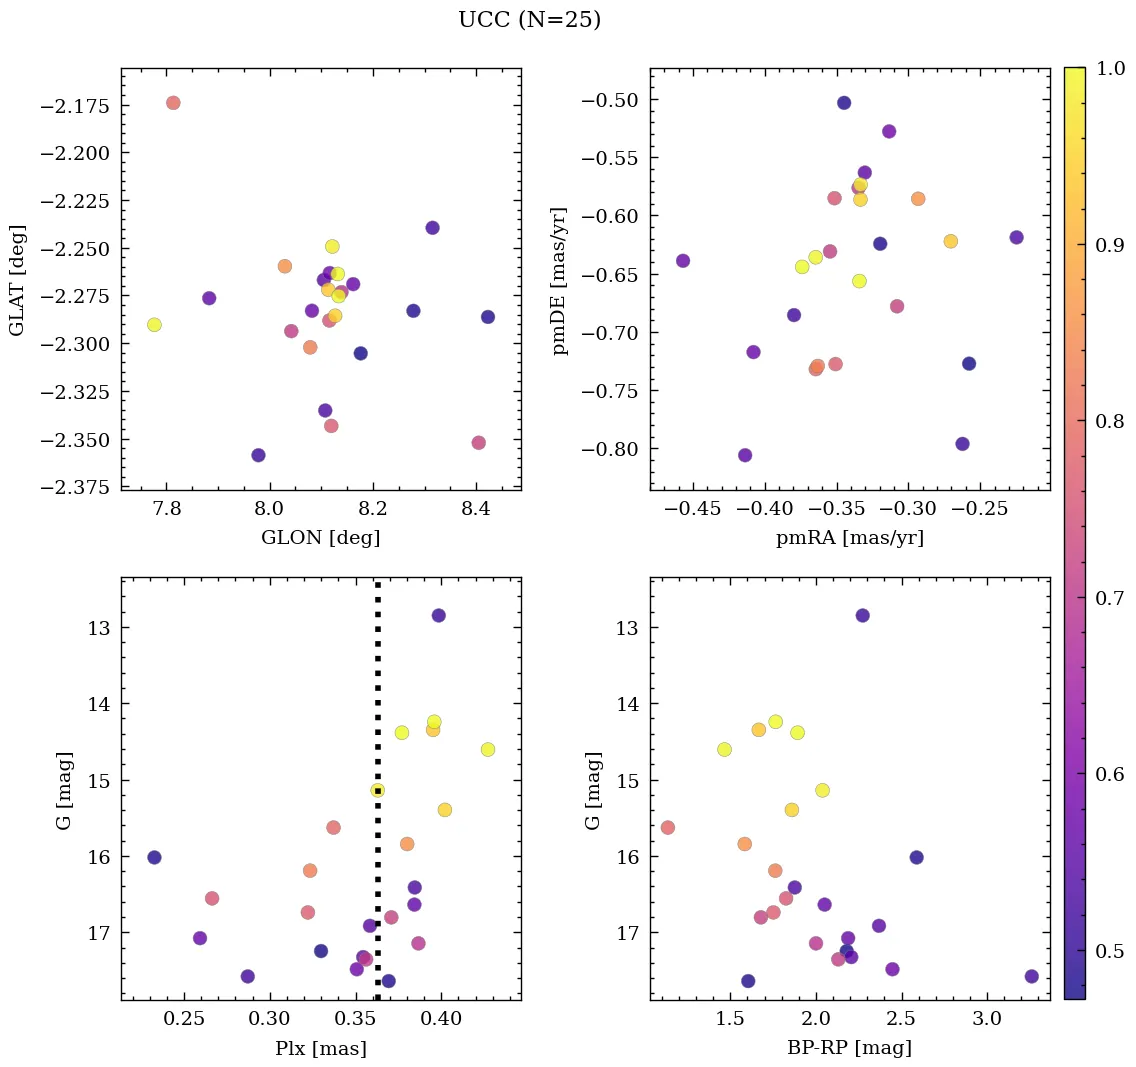 UCC (N=25)
−2.175
−2.200
−2.225
−2.250
−2.275
−2.300
−2.325
−2.350
−2.375
GLAT [deg]
7.8 8.0 8.2 8.4
GLON [deg]
−0.50
−0.55
−0.60
−0.65
−0.70
−0.75
−0.80
pmDE [mas/yr]
−0.45 −0.40 −0.35 −0.30 −0.25
pmRA [mas/yr]
13
14
15
16
17
G [mag]
0.25 0.30 0.35 0.40
Plx [mas]
13
14
15
16
17
G [mag]
1.5 2.0 2.5 3.0
BP-RP [mag]
1.0
0.9
0.8
0.7
0.6
0.5